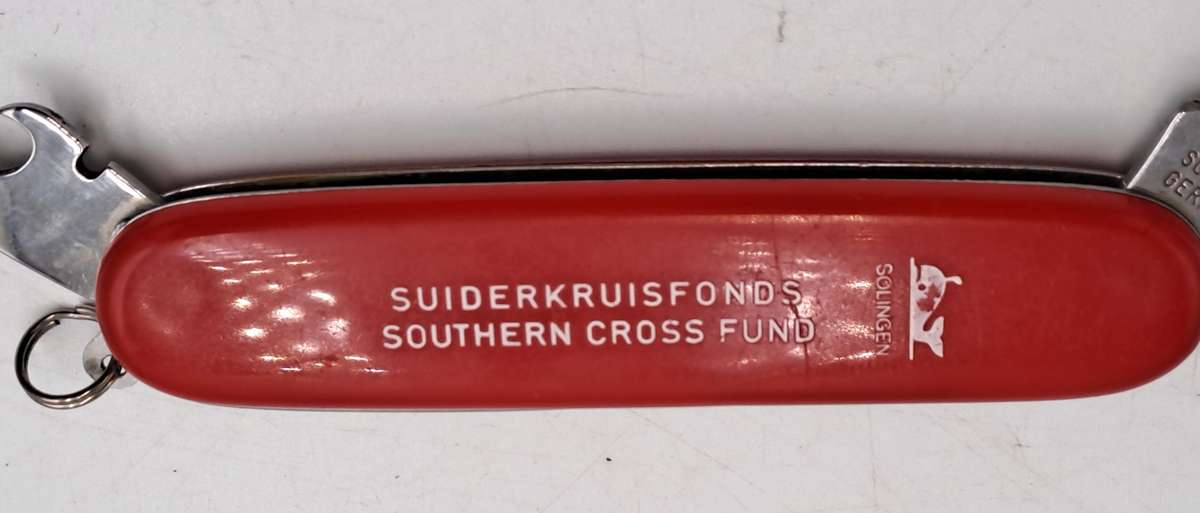 SUIDERKRUISFONDS
SOUTHERN CROSS FUND
SOLINGEN